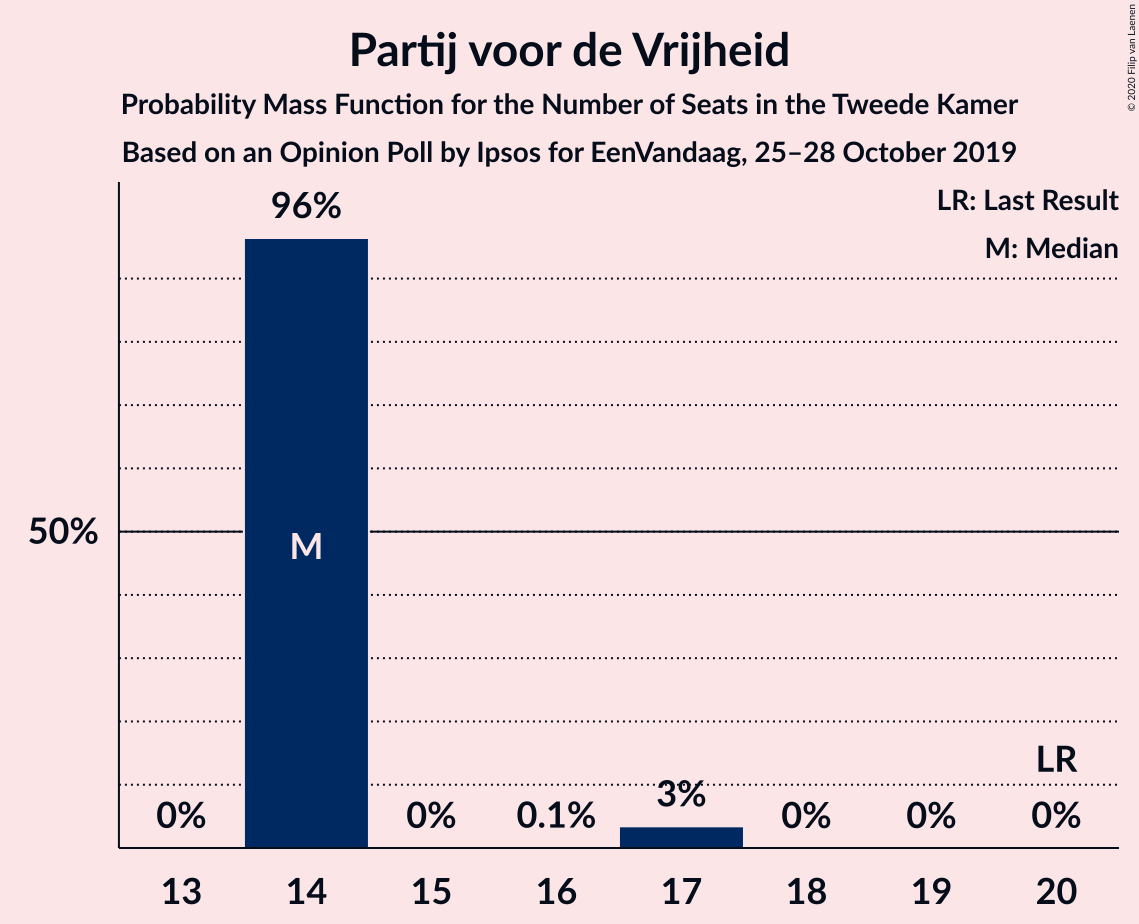 Partij voor de Vrijheid
Probability Mass Function for the Number of Seats in the Tweede Kamer
Based on an Opinion Poll by Ipsos for EenVandaag, 25–28 October 2019
© 2020 Filip van Laenen
LR: Last Result
M: Median
96%
50%
M
LR
0%
0%
0.1%
3%
0%
0%
0%
13 14 15 16 17 18 19 20